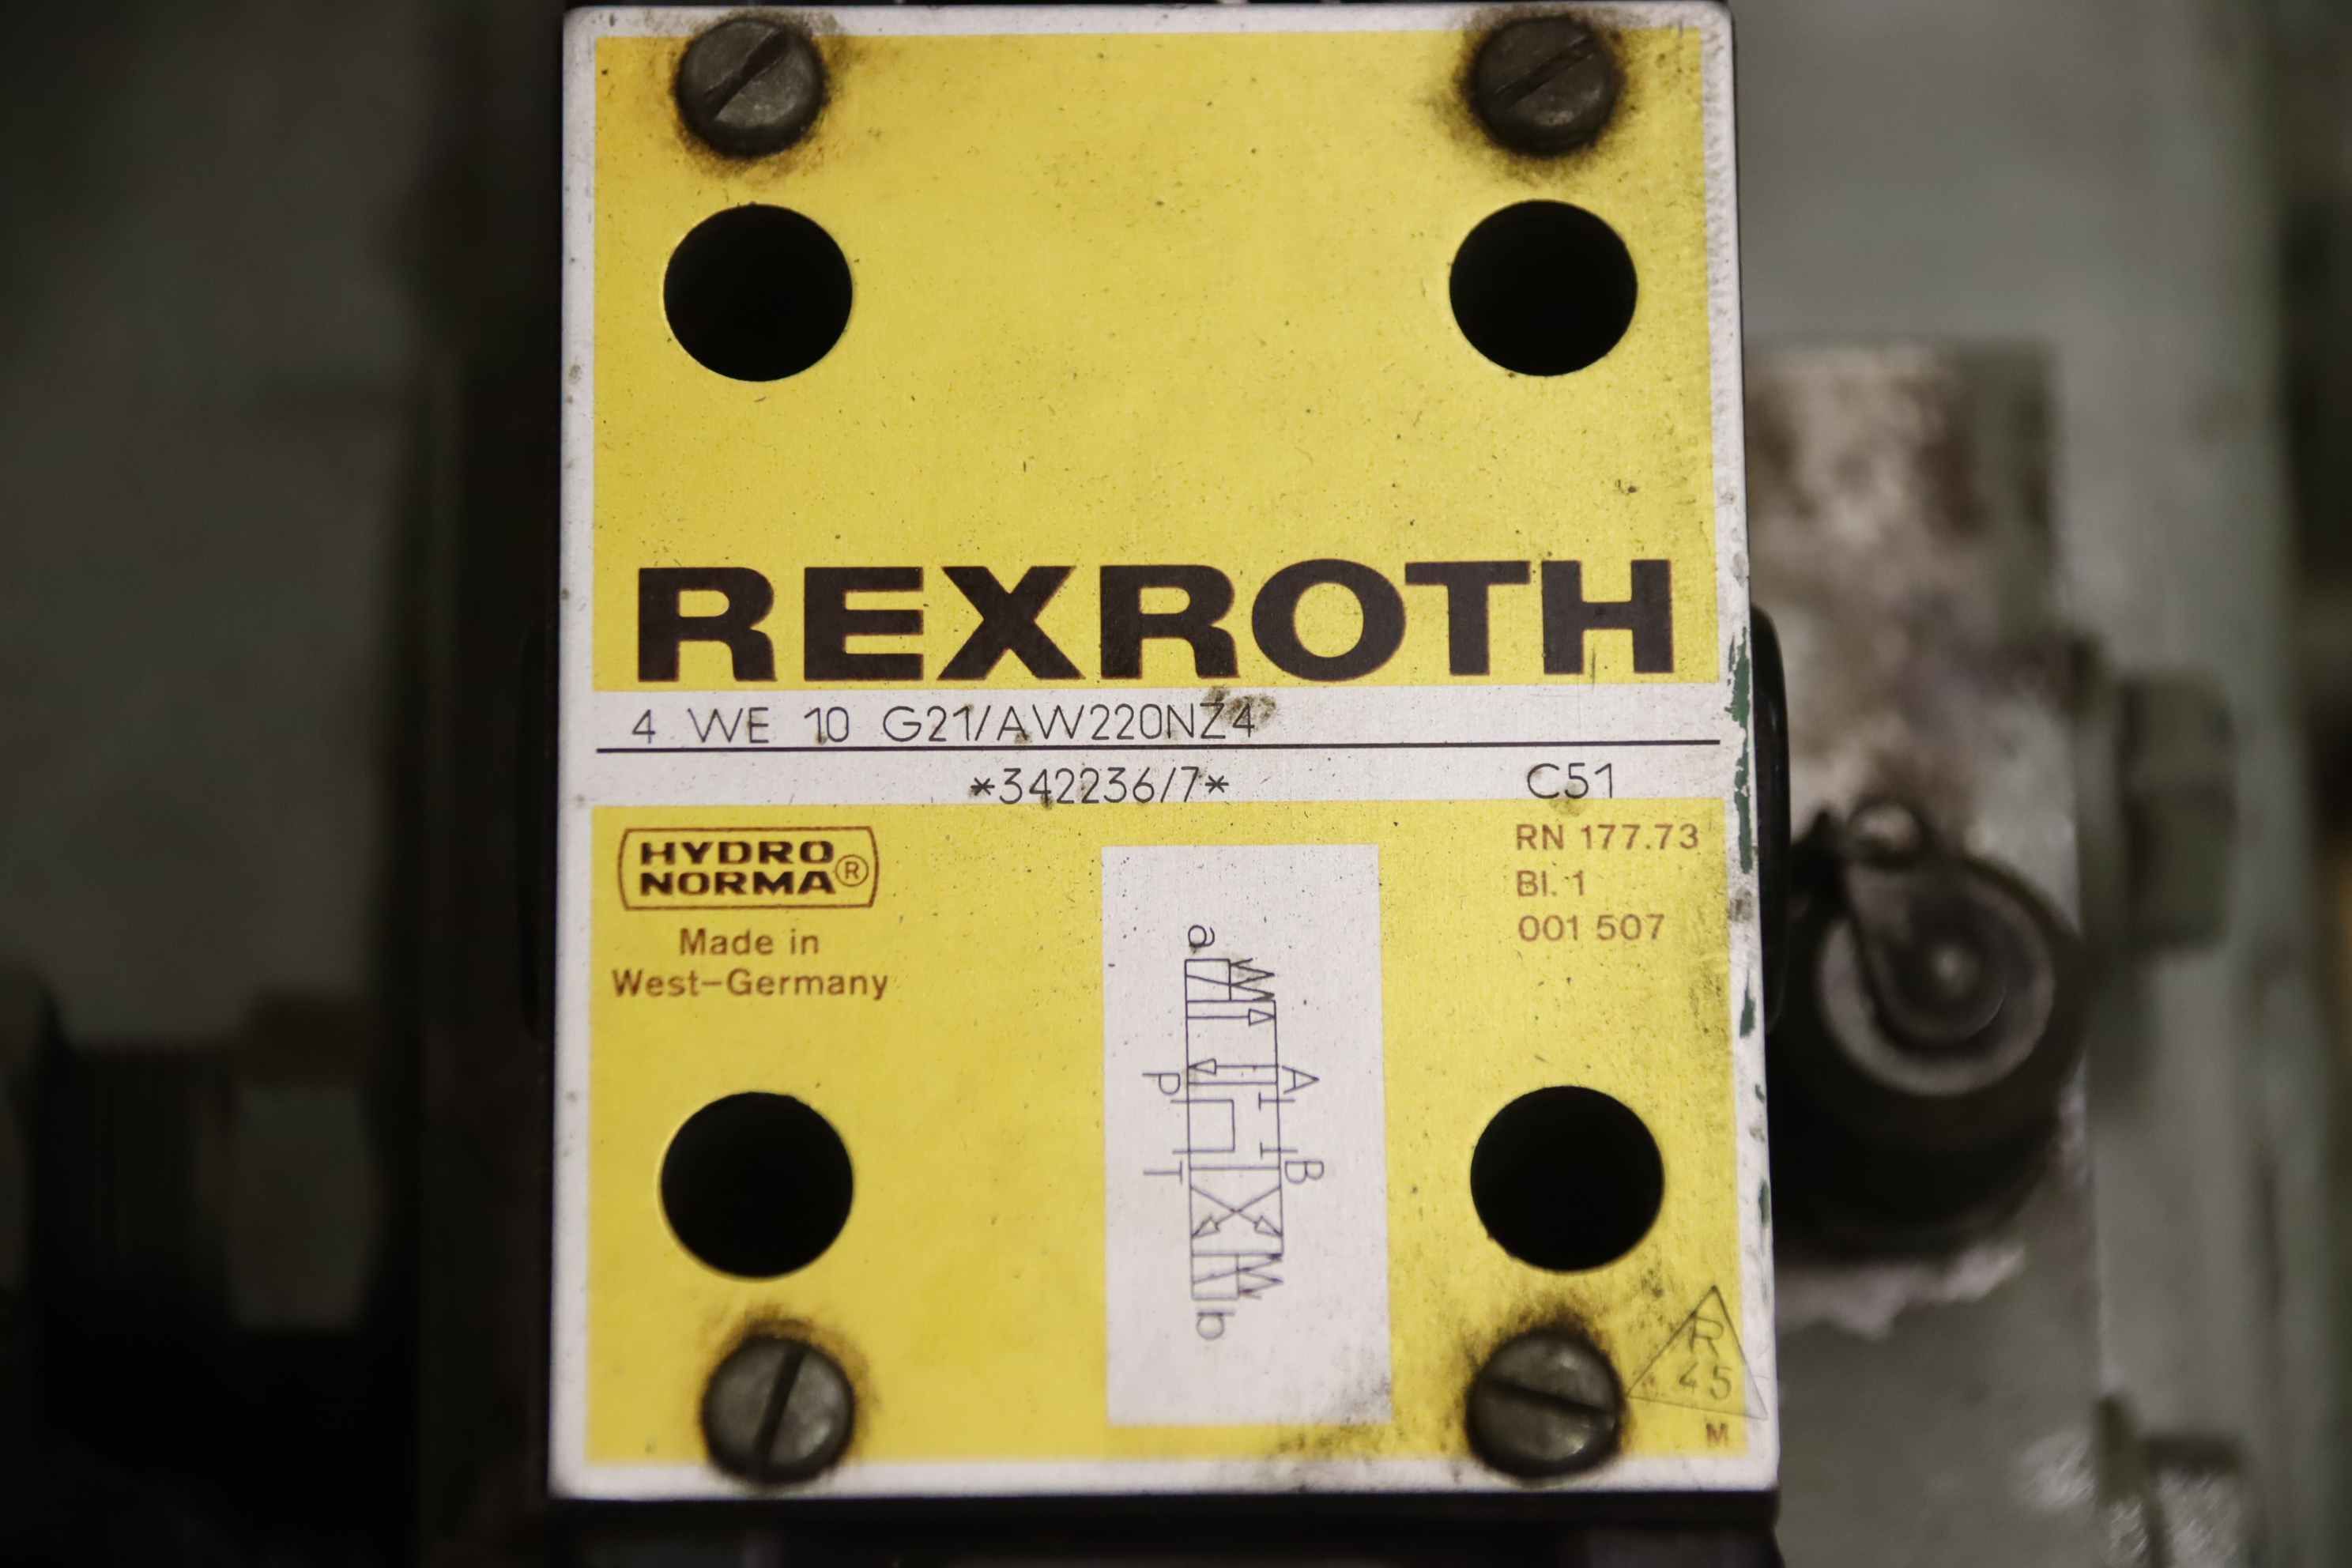 REXROTH
4 WE 10 G21/AW220NZ4
*342236/7* C51
HYDRO
NORMA®
Made in
West-Germany
RN 177.73
Bl. 1
001 507
a
A
P
B
T
b
R
45
M